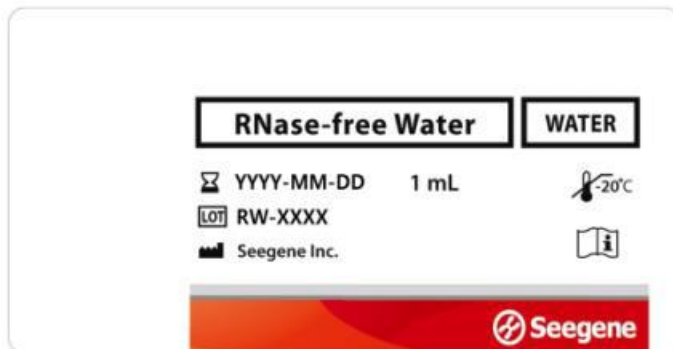 RNase-free Water WATER
YYYY-MM-DD 1 mL -20°C
LOT RW-XXXX
Seegene Inc.
i
Seegene